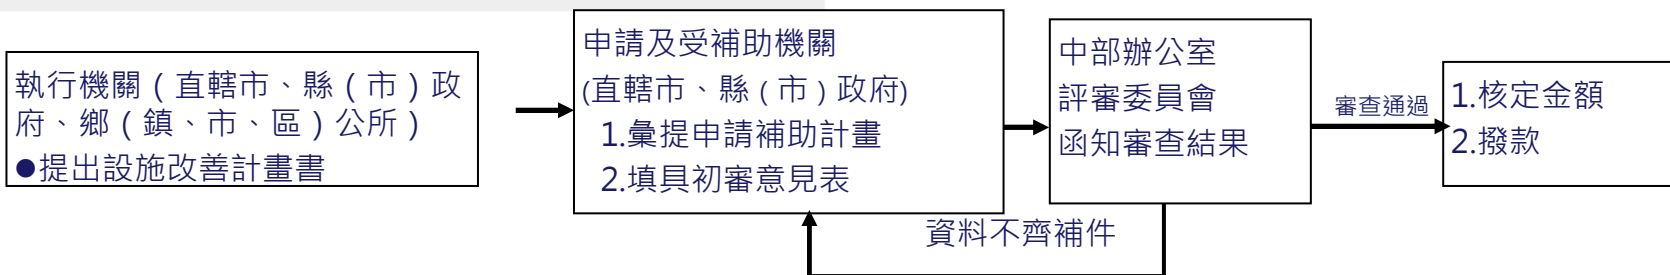 執行機關（直轄市、縣（市）政
府、鄉（鎮、市、區）公所）
●提出設施改善計畫書
申請及受補助機關
(直轄市、縣（市）政府)
1.彙提申請補助計畫
2.填具初審意見表
中部辦公室
評審委員會
函知審查結果
審查通過
1.核定金額
2.撥款
資料不齊補件